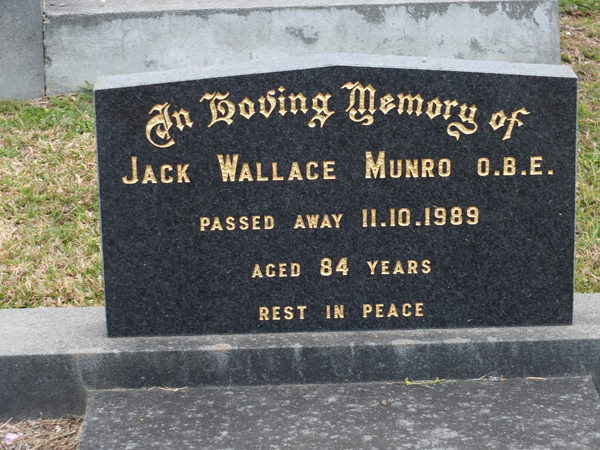 In Loving Memory of
JACK WALLACE MUNRO O.B.E.
PASSED AWAY 11.10.1989
AGED 84 YEARS
REST IN PEACE